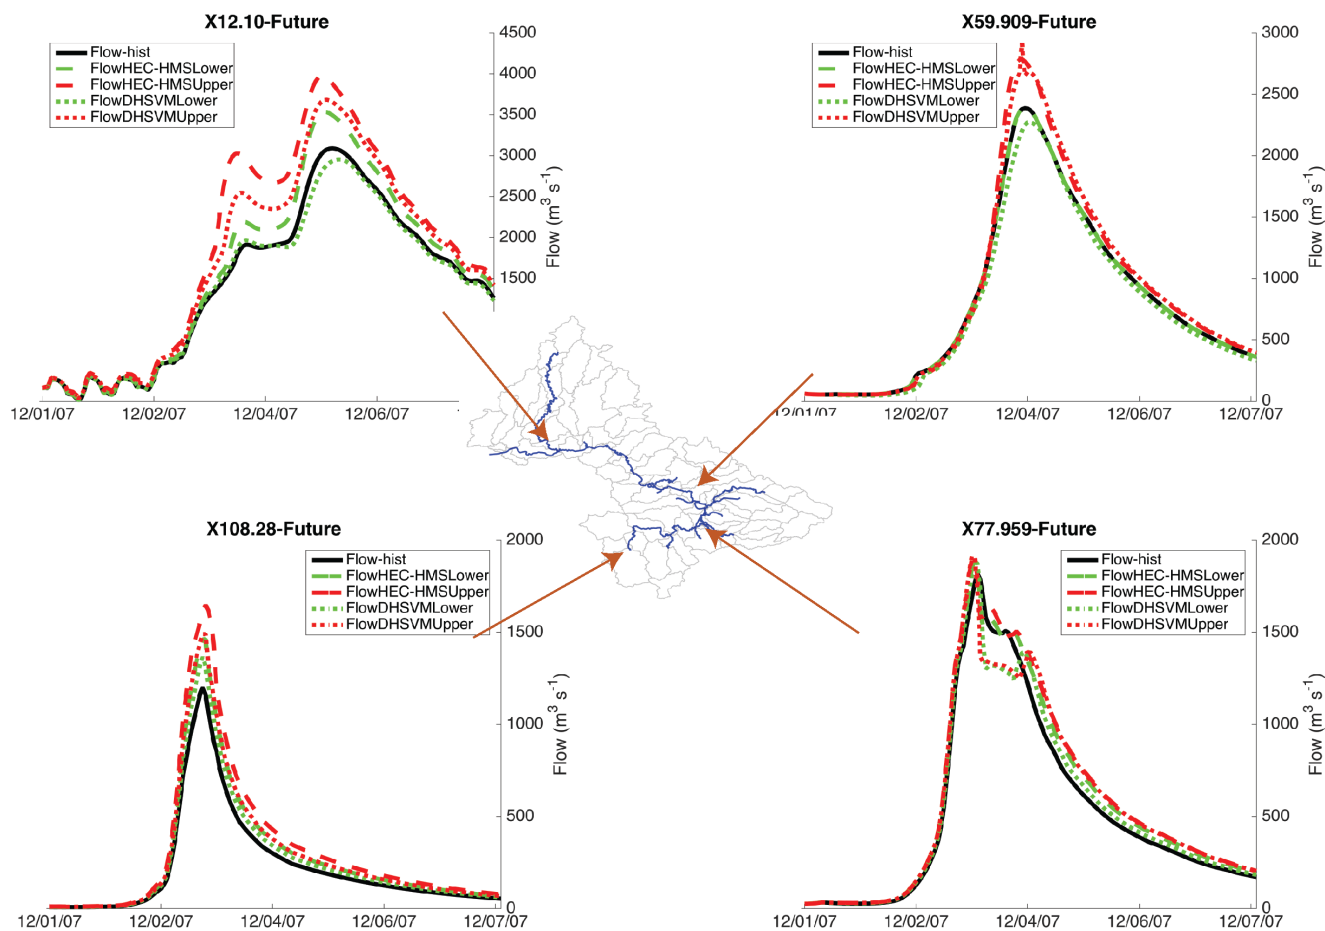 X12.10-Future
Flow-hist
FlowHEC-HMSLower
FlowHEC-HMSUpper
FlowDHSVMLower
FlowDHSVMUpper
4500
4000
3500
3000
2500
2000
1500
Flow (m³ s⁻¹)
12/01/07 12/02/07 12/04/07 12/06/07
X59.909-Future
Flow-hist
FlowHEC-HMSLower
FlowHEC-HMSUpper
FlowDHSVMLower
FlowDHSVMUpper
3000
2500
2000
1500
1000
500
0
Flow (m³ s⁻¹)
12/01/07 12/02/07 12/04/07 12/06/07 12/07/07
X108.28-Future
Flow-hist
FlowHEC-HMSLower
FlowHEC-HMSUpper
FlowDHSVMLower
FlowDHSVMUpper
2000
1500
1000
500
0
Flow (m³ s⁻¹)
12/01/07 12/02/07 12/04/07 12/06/07 12/07/07
X77.959-Future
Flow-hist
FlowHEC-HMSLower
FlowHEC-HMSUpper
FlowDHSVMLower
FlowDHSVMUpper
2000
1500
1000
500
0
Flow (m³ s⁻¹)
12/01/07 12/02/07 12/04/07 12/06/07 12/07/07